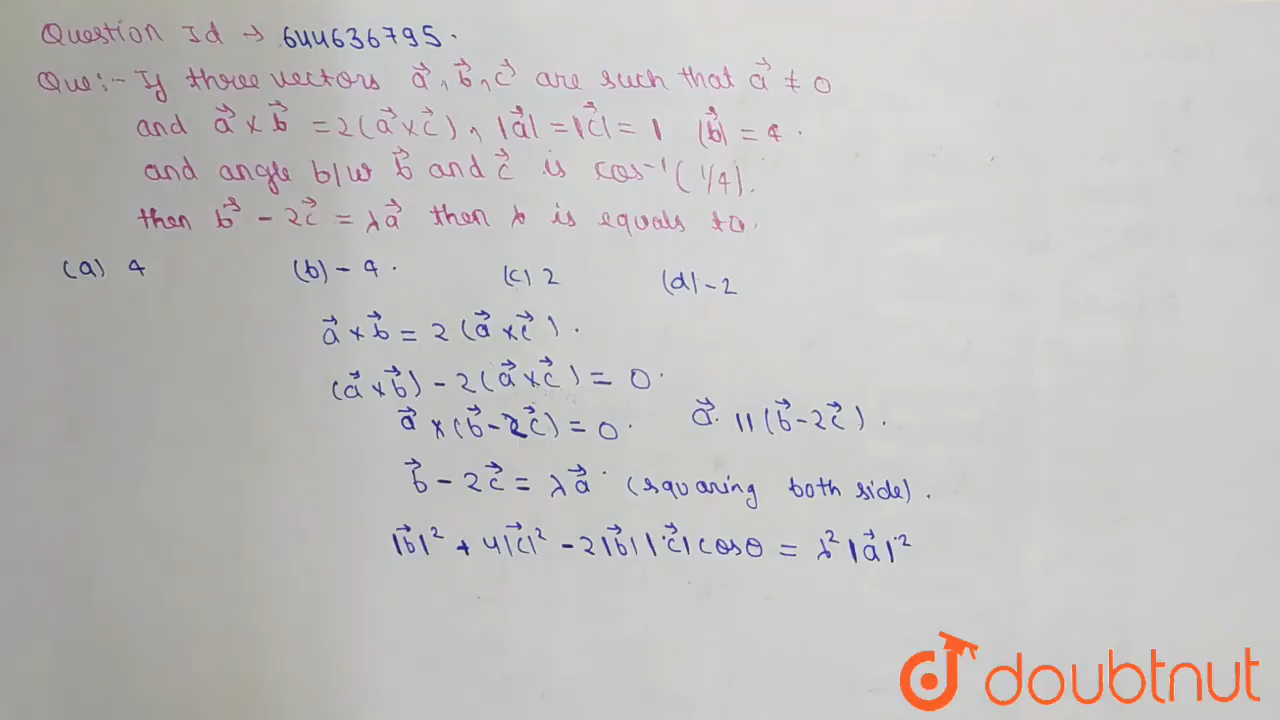 Question Id → 644636795.
Que:- If three vectors a⃗, b⃗, c⃗ are such that a⃗ ≠ 0
and a⃗ × b⃗ = 2(a⃗ × c⃗), |a⃗| = |c⃗| = 1 |b⃗| = 4.
and angle b/w b⃗ and c⃗ is cos⁻¹(1/4).
then b⃗ - 2c⃗ = λa⃗ then λ is equals to.
(a) 4 (b) - 4. (c) 2 (d) - 2
a⃗ × b⃗ = 2(a⃗ × c⃗).
(a⃗ × b⃗) - 2(a⃗ × c⃗) = 0.
a⃗ × (b⃗ - 2c⃗) = 0. a⃗ || (b⃗ - 2c⃗).
b⃗ - 2c⃗ = λa⃗ (squaring both side).
|b⃗|² + 4|c⃗|² - 2|b⃗||c⃗| cosθ = λ²|a⃗|²
doubtnut